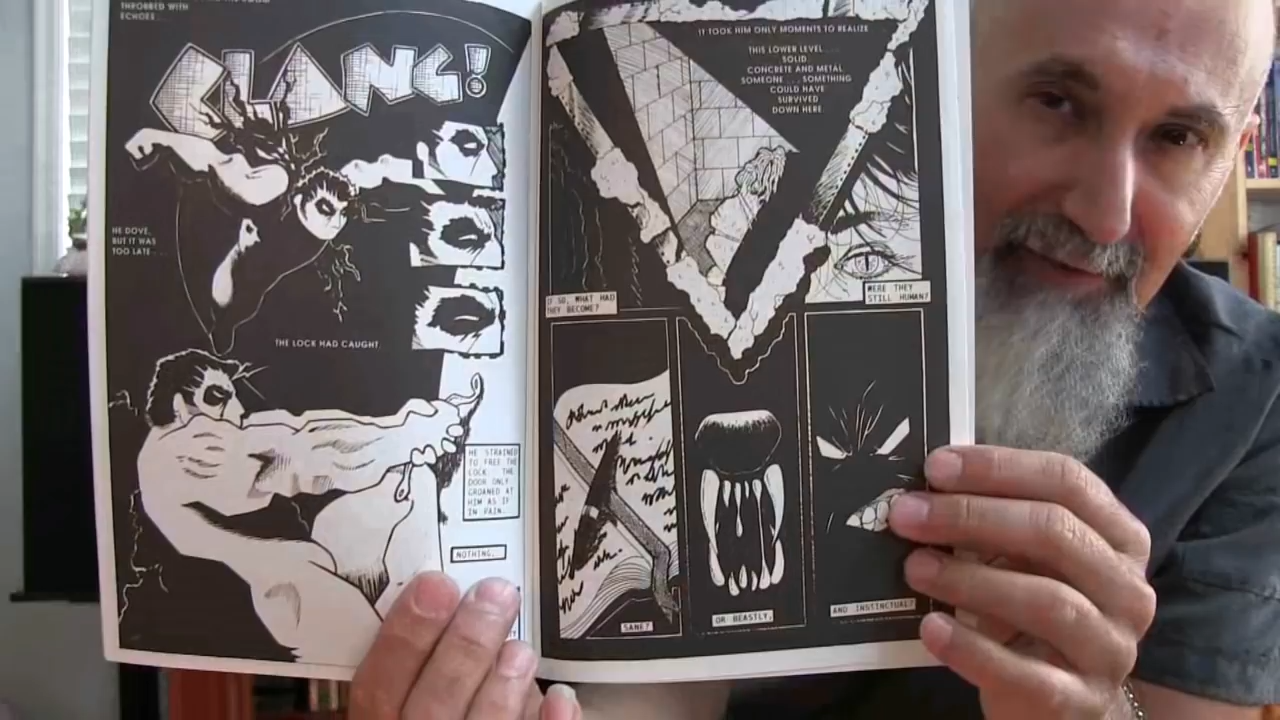 THROBBED WITH
ECHOES...
CLANG!
HE DOVE,
BUT IT WAS
TOO LATE...
THE LOCK HAD CAUGHT.
HE STRAINED
TO FREE THE
LOCK. THE
DOOR ONLY
GROANED AT
HIM AS IF
IN PAIN.
NOTHING.
IT TOOK HIM ONLY MOMENTS TO REALIZE
THIS LOWER LEVEL...
SOLID.
CONCRETE AND METAL
SOMEONE...SOMETHING
COULD HAVE
SURVIVED
DOWN HERE.
IF SO, WHAT HAD
THEY BECOME?
WERE THEY
STILL HUMAN?
SANE?
OR BEASTLY,
AND INSTINCTUAL?